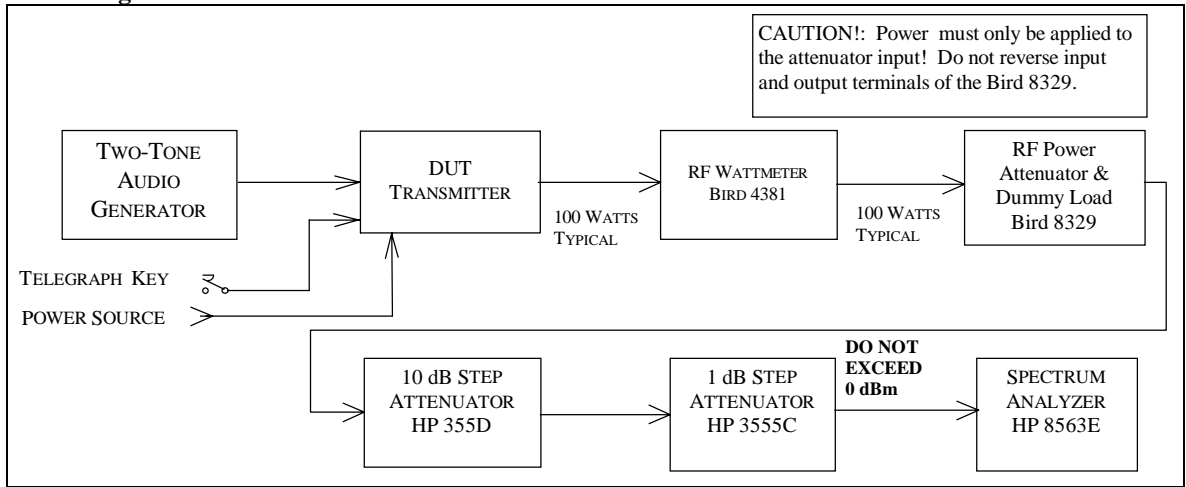 CAUTION!: Power must only be applied to
the attenuator input! Do not reverse input
and output terminals of the Bird 8329.
TWO-TONE
AUDIO
GENERATOR
DUT
TRANSMITTER
RF WATTMETER
BIRD 4381
RF Power
Attenuator &
Dummy Load
Bird 8329
100 WATTS
TYPICAL
100 WATTS
TYPICAL
TELEGRAPH KEY
POWER SOURCE
10 dB STEP
ATTENUATOR
HP 355D
1 dB STEP
ATTENUATOR
HP 3555C
DO NOT
EXCEED
0 dBm
SPECTRUM
ANALYZER
HP 8563E